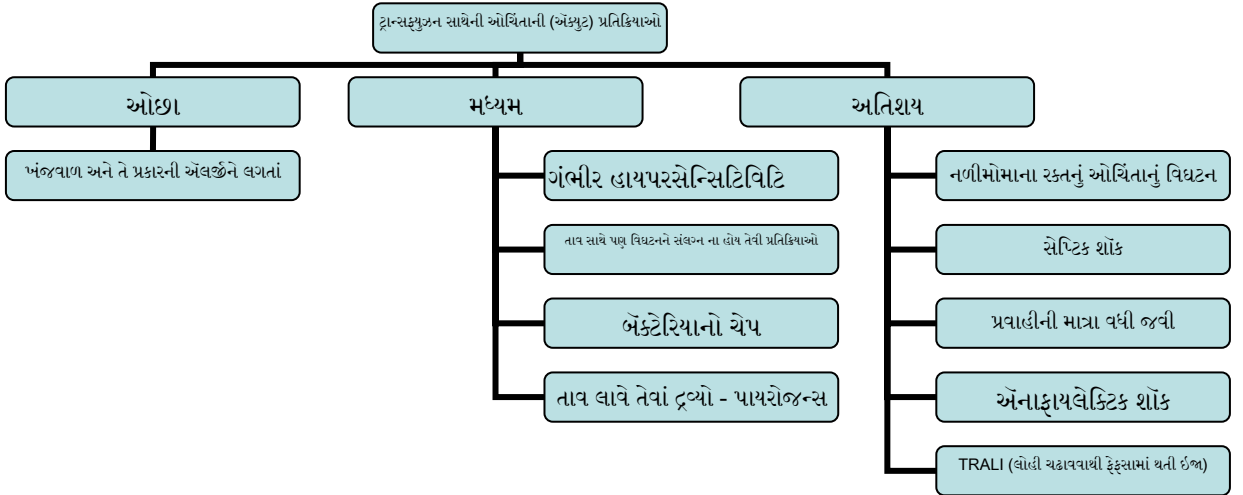 ટ્રાન્સફ્યુઝન સાથેની ઓચિંતાની (ઍક્યુટ) પ્રતિક્રિયાઓ
ઓછા
મધ્યમ
અતિશય
ખંજવાળ અને તે પ્રકારની ઍલર્જીને લગતાં
ગંભીર હાયપરસેન્સિટિવિટિ
તાવ સાથે પણ વિઘટનને સંલગ્ન ના હોય તેવી પ્રતિક્રિયાઓ
બૅક્ટેરિયાનો ચેપ
તાવ લાવે તેવાં દ્રવ્યો - પાયરોજન્સ
નળીમોમાના રક્તનું ઓચિંતાનું વિઘટન
સેપ્ટિક શૉક
પ્રવાહીની માત્રા વધી જવી
ઍનાફાયલેક્ટિક શૉક
TRALI (લોહી ચઢાવવાથી ફેફસામાં થતી ઇજા)